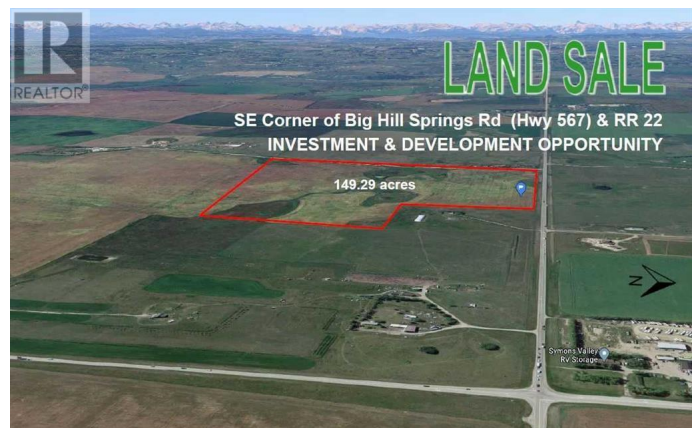 LAND SALE
R
REALTOR®
SE Corner of Big Hill Springs Rd (Hwy 567) & RR 22
INVESTMENT & DEVELOPMENT OPPORTUNITY
149.29 acres
N
Symons Valley
Rv Storage